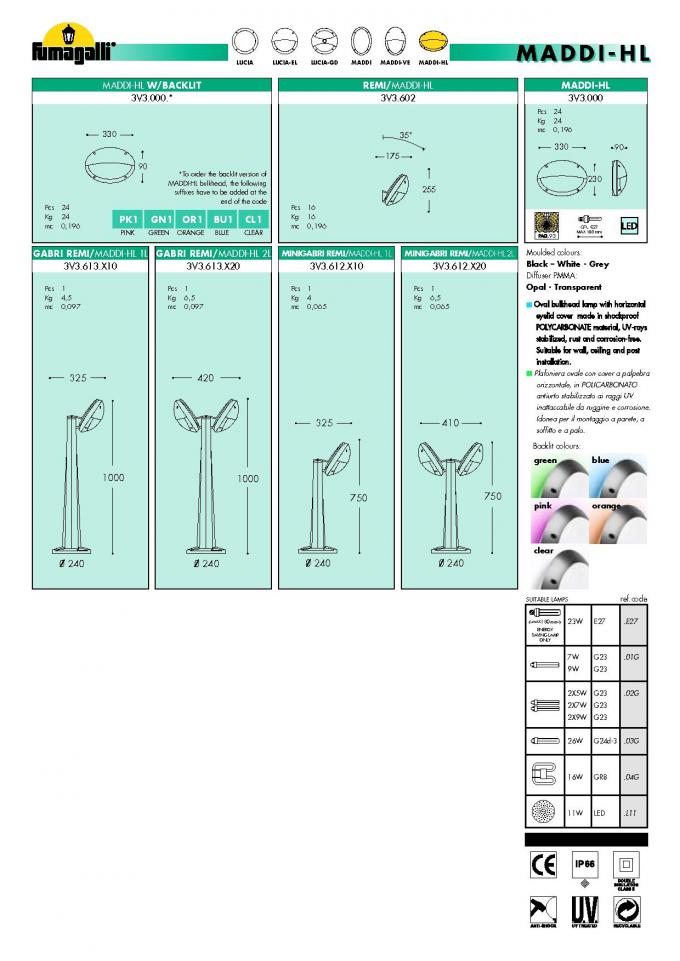 fumagalli
LUCIA
LUCIA-EL
LUCIA-GD
MADDI
MADDI-VE
MADDI-HL
MADDI-HL
MADDI-HL W/BACKLIT
3V3.000.*
330
90
*To order the backlit version of
MADDI-HL bulkhead, the following
suffixes have to be added at the
end of the code
Pcs 24
Kg 24
mc 0,196
PK1 GN1 OR1 BU1 CL1
PINK GREEN ORANGE BLUE CLEAR
REMI/MADDI-HL
3V3.602
35°
175
255
Pcs 16
Kg 16
mc 0,196
MADDI-HL
3V3.000
Pcs 24
Kg 24
mc 0,196
330
90
230
PAG.93
CFL E27
MAX 180 mm
LED
GABRI REMI/MADDI-HL 1L
3V3.613.X10
Pcs 1
Kg 4,5
mc 0,097
325
1000
Ø 240
GABRI REMI/MADDI-HL 2L
3V3.613.X20
Pcs 1
Kg 6,5
mc 0,097
420
1000
Ø 240
MINIGABRI REMI/MADDI-HL 1L
3V3.612.X10
Pcs 1
Kg 4
mc 0,065
325
750
Ø 240
MINIGABRI REMI/MADDI-HL 2L
3V3.612.X20
Pcs 1
Kg 6,5
mc 0,065
410
750
Ø 240
Moulded colours:
Black – White - Grey
Diffuser PMMA:
Opal - Transparent
Oval bulkhead lamp with horizontal
eyelid cover made in shockproof
POLYCARBONATE material, UV-rays
stabilized, rust and corrosion-free.
Suitable for wall, ceiling and post
installation.
Plafoniera ovale con cover a palpebra
orizzontale, in POLICARBONATO
antiurto stabilizzato ai raggi UV
inattaccabile da ruggine e corrosione.
Idonea per il montaggio a parete, a
soffitto e a palo.
Backlit colours:
green
blue
pink
orange
clear
SUITABLE LAMPS ref. code
ENERGY
SAVING LAMP
ONLY
23W E27 .E27
7W G23 .01G
9W G23
2X5W G23 .02G
2X7W G23
2X9W G23
26W G24d-3 .03G
16W GR8 .04G
11W LED .L11
CE
IP66
DOUBLE
INSULATION
CLASS II
ANTI-SHOCK
U.V.
UV TREATED
RECYCLABLE